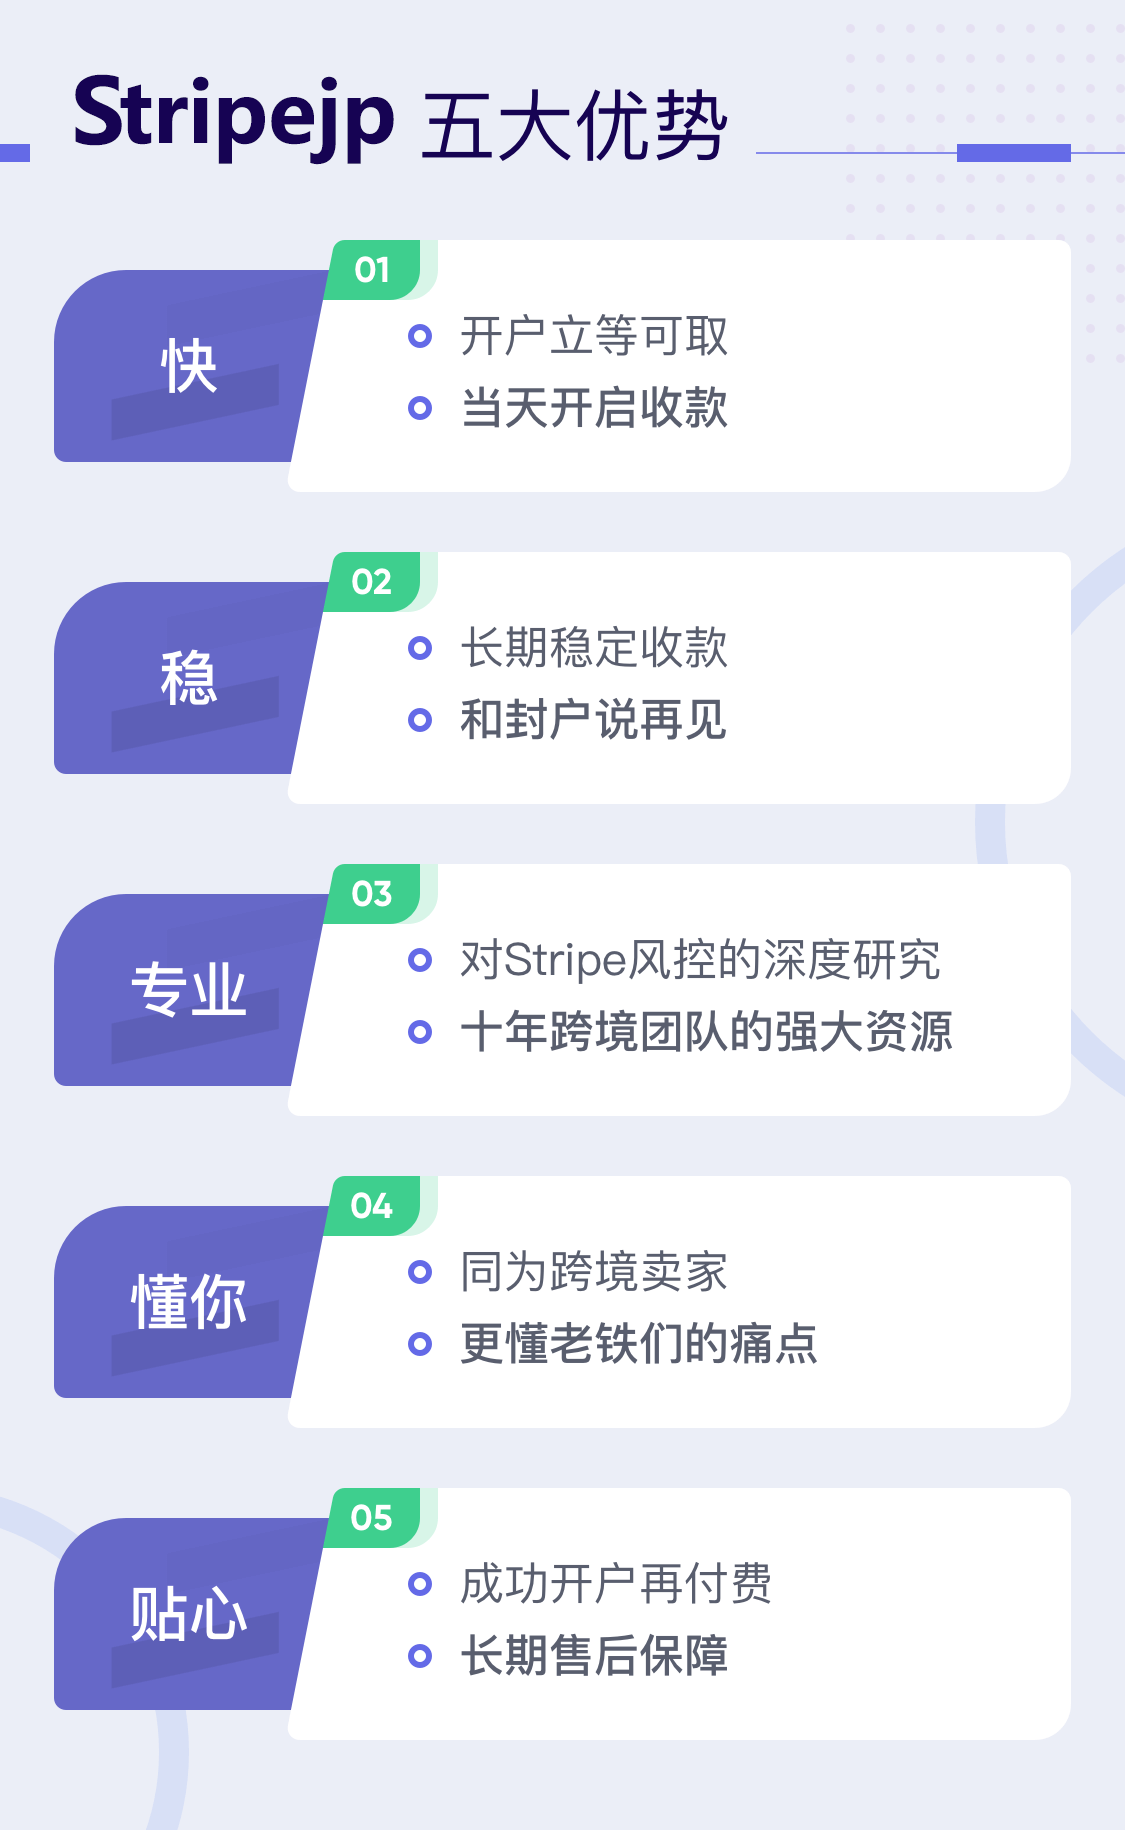 Stripejp 五大优势
01
快
开户立等可取
当天开启收款
02
稳
长期稳定收款
和封户说再见
03
专业
对Stripe风控的深度研究
十年跨境团队的强大资源
04
懂你
同为跨境卖家
更懂老铁们的痛点
05
贴心
成功开户再付费
长期售后保障